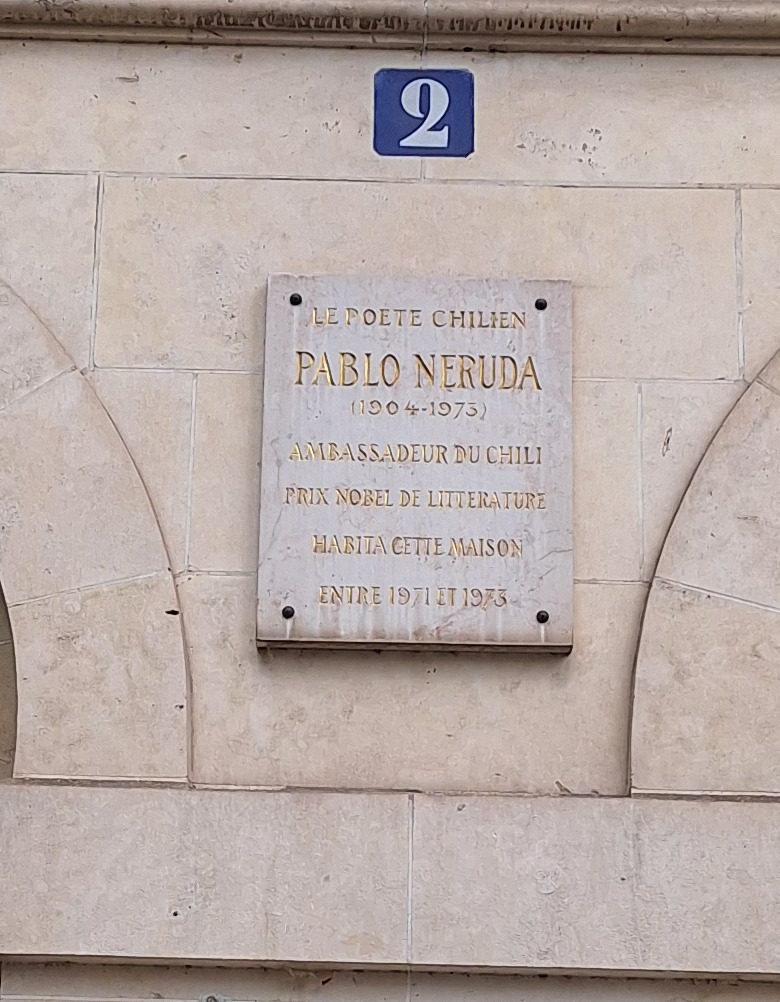 2
LE POETE CHILIEN
PABLO NERUDA
(1904-1973)
AMBASSADEUR DU CHILI
PRIX NOBEL DE LITTERATURE
HABITA CETTE MAISON
ENTRE 1971 ET 1973